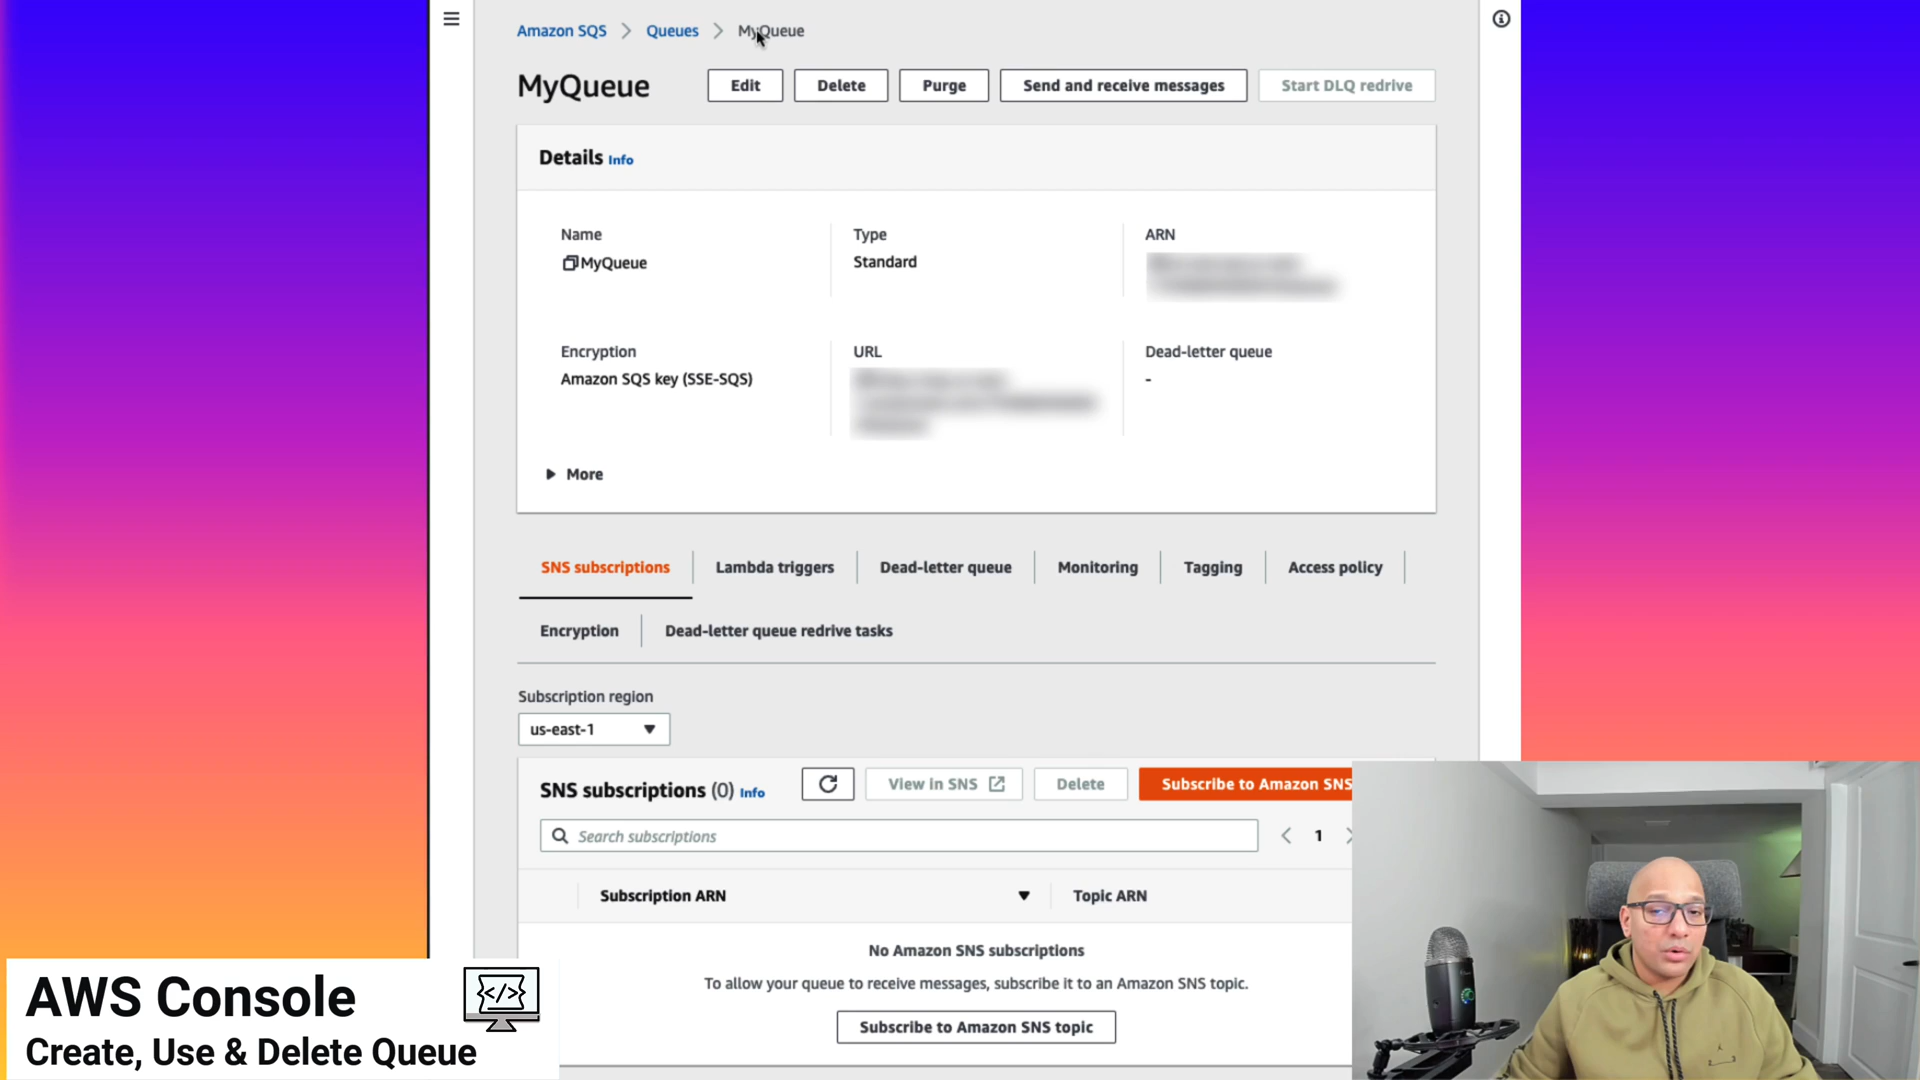 Amazon SQS > Queues > MyQueue
MyQueue Edit Delete Purge Send and receive messages Start DLQ redrive
Details Info
Name Type ARN
MyQueue Standard
Encryption URL Dead-letter queue
Amazon SQS key (SSE-SQS) -
More
SNS subscriptions Lambda triggers Dead-letter queue Monitoring Tagging Access policy
Encryption Dead-letter queue redrive tasks
Subscription region
us-east-1
SNS subscriptions (0) Info View in SNS Delete Subscribe to Amazon SNS
Search subscriptions 1
Subscription ARN Topic ARN
No Amazon SNS subscriptions
To allow your queue to receive messages, subscribe it to an Amazon SNS topic.
Subscribe to Amazon SNS topic
AWS Console </>
Create, Use & Delete Queue